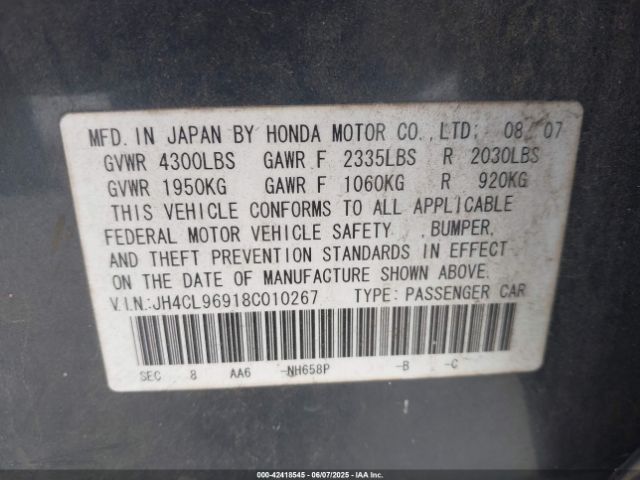 MFD. IN JAPAN BY HONDA MOTOR CO., LTD. 08 07
GVWR 4300LBS GAWR F 2335LBS R 2030LBS
GVWR 1950KG GAWR F 1060KG R 920KG
THIS VEHICLE CONFORMS TO ALL APPLICABLE
FEDERAL MOTOR VEHICLE SAFETY , BUMPER,
AND THEFT PREVENTION STANDARDS IN EFFECT
ON THE DATE OF MANUFACTURE SHOWN ABOVE.
V.I.N:JH4CL96918C010267 TYPE: PASSENGER CAR
SEC 8 AA6 -NH658P -B -C
000-42418545 - 06/07/2025 - IAAI.COM